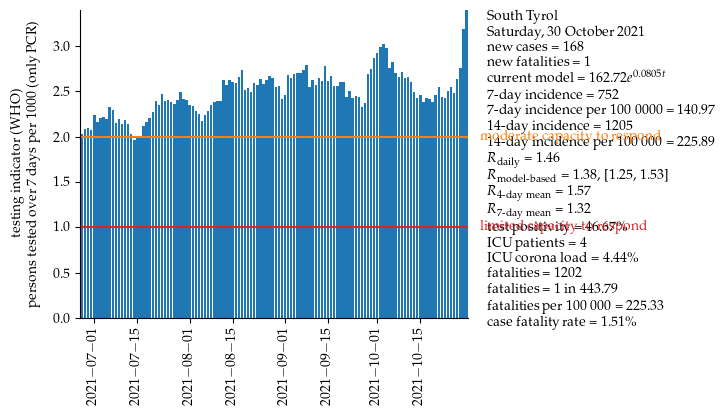 testing indicator (WHO)
persons tested over 7 days per 1000 (only PCR)
3.0
2.5
2.0
1.5
1.0
0.5
0.0
2021−07−01
2021−07−15
2021−08−01
2021−08−15
2021−09−01
2021−09−15
2021−10−01
2021−10−15
South Tyrol
Saturday, 30 October 2021
new cases = 168
new fatalities = 1
current model = 162.72e^0.0805t
7-day incidence = 752
7-day incidence per 100 0000 = 140.97
14-day incidence = 1205
moderate capacity to respond
14-day incidence per 100 000 = 225.89
R_daily = 1.46
R_model-based = 1.38, [1.25, 1.53]
R_4-day mean = 1.57
R_7-day mean = 1.32
limited capacity to respond
test positivity = 46.67%
ICU patients = 4
ICU corona load = 4.44%
fatalities = 1202
fatalities = 1 in 443.79
fatalities per 100 000 = 225.33
case fatality rate = 1.51%